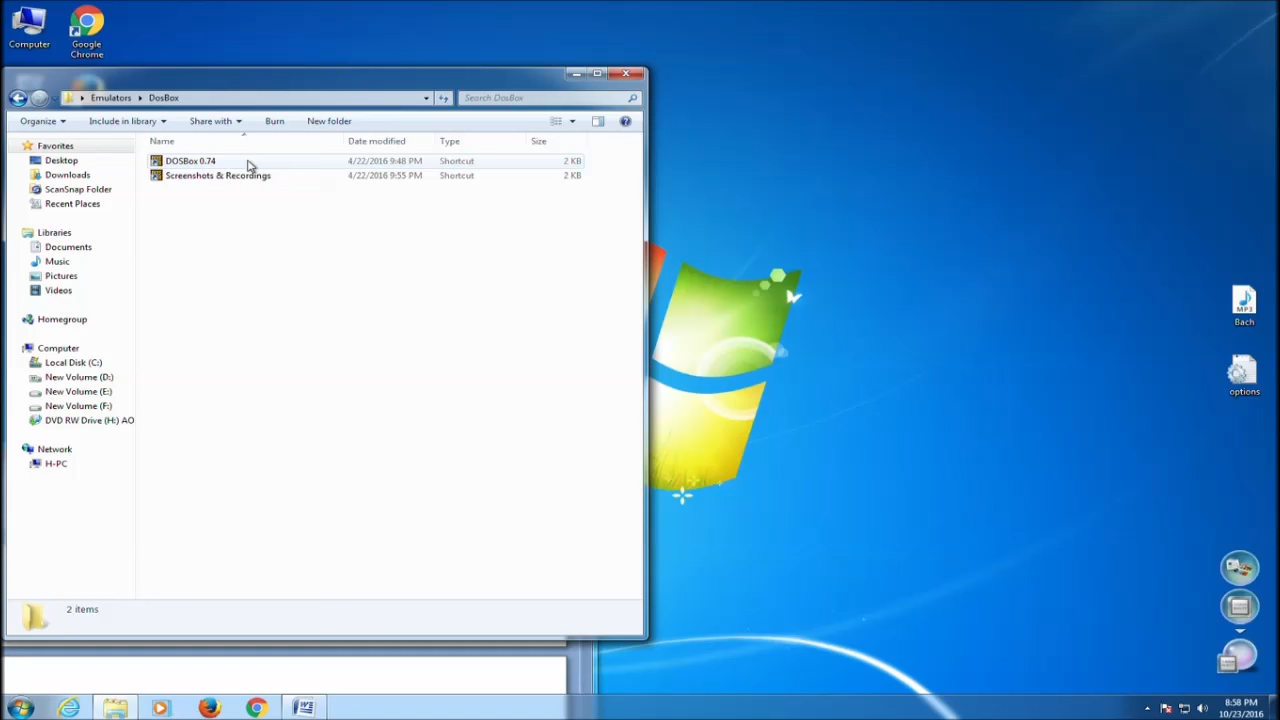 Computer
Google
Chrome
Emulators DosBox
Search DosBox
Organize Include in library Share with Burn New folder
Name Date modified Type Size
Favorites
Desktop
Downloads
ScanSnap Folder
Recent Places
DOSBox 0.74 4/22/2016 9:48 PM Shortcut 2 KB
Screenshots & Recordings 4/22/2016 9:55 PM Shortcut 2 KB
Libraries
Documents
Music
Pictures
Videos
Homegroup
Computer
Local Disk (C:)
New Volume (D:)
New Volume (E:)
New Volume (F:)
DVD RW Drive (H:) AO
Network
H-PC
2 items
MP3
Bach
options
8:58 PM
10/23/2016